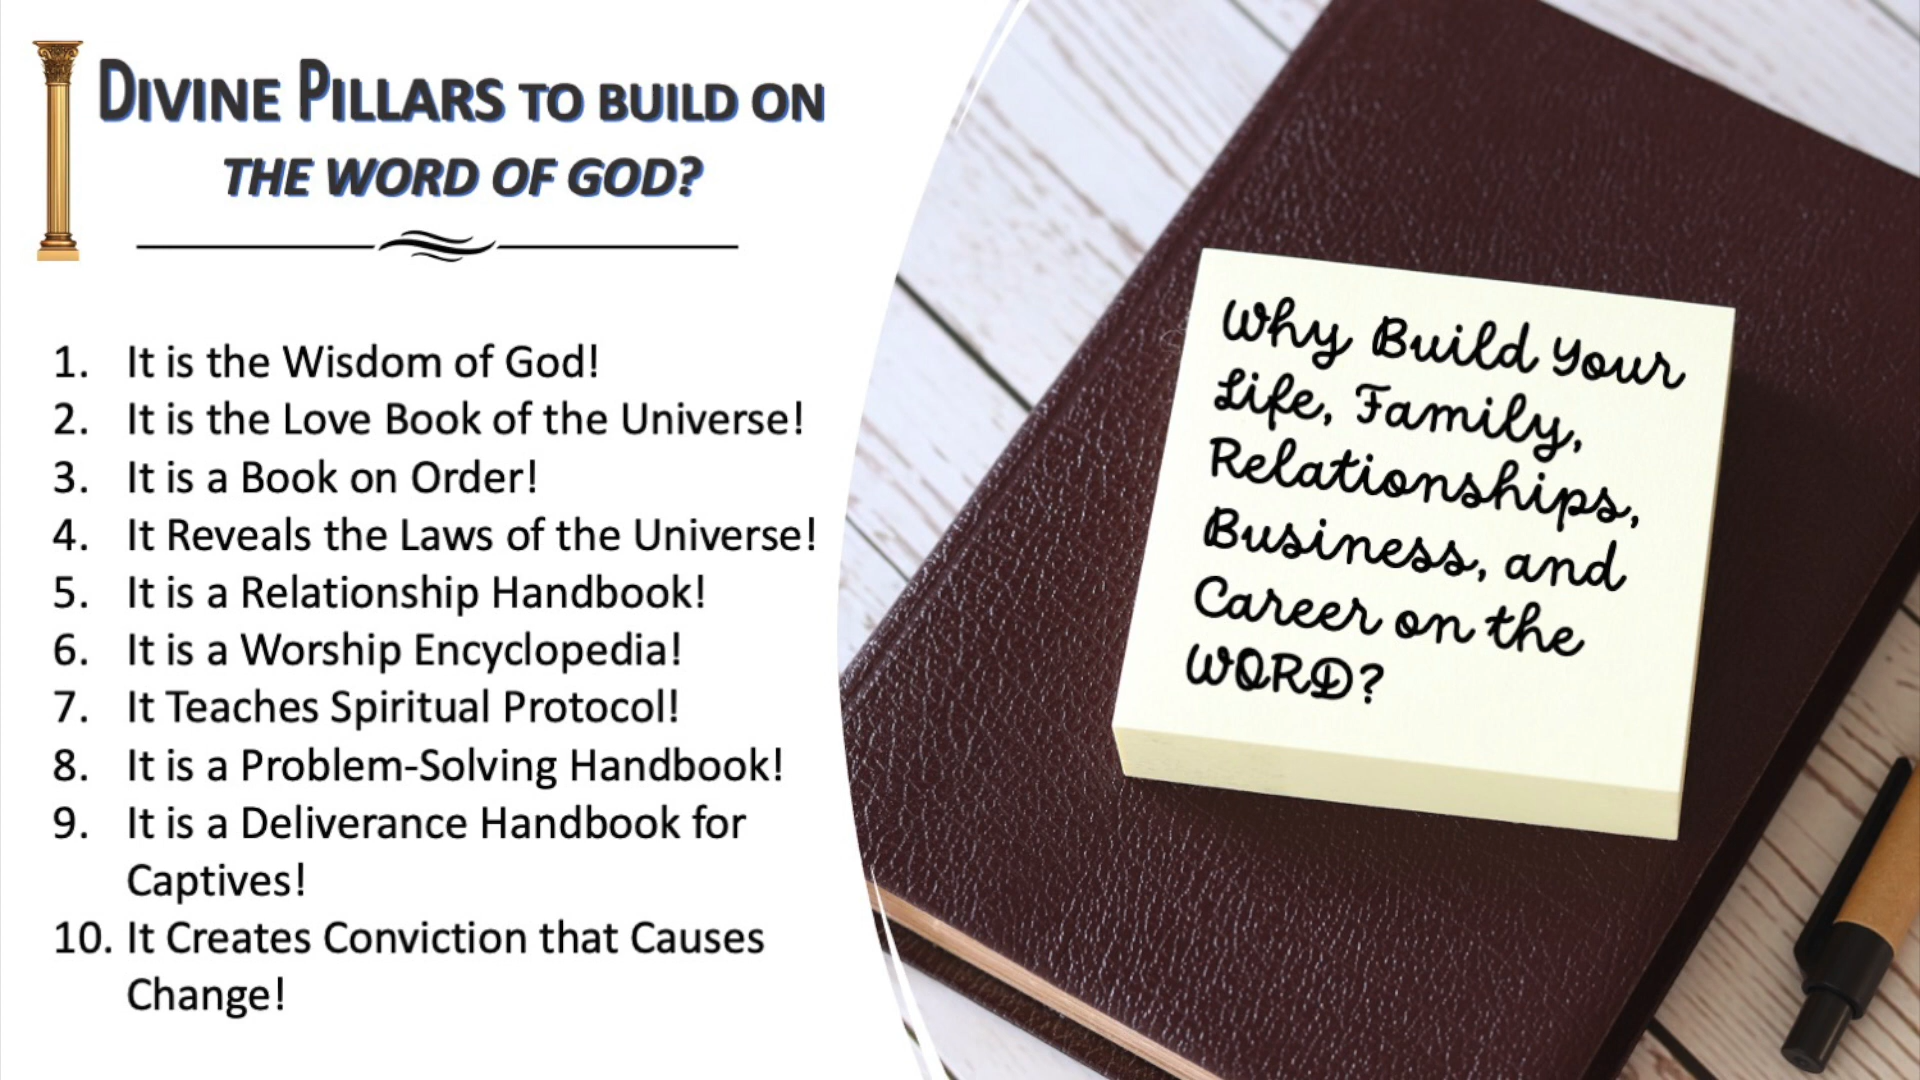 DIVINE PILLARS TO BUILD ON
THE WORD OF GOD?
1. It is the Wisdom of God!
2. It is the Love Book of the Universe!
3. It is a Book on Order!
4. It Reveals the Laws of the Universe!
5. It is a Relationship Handbook!
6. It is a Worship Encyclopedia!
7. It Teaches Spiritual Protocol!
8. It is a Problem-Solving Handbook!
9. It is a Deliverance Handbook for
Captives!
10. It Creates Conviction that Causes
Change!
Why Build Your
Life, Family,
Relationships,
Business, and
Career on the
WORD?